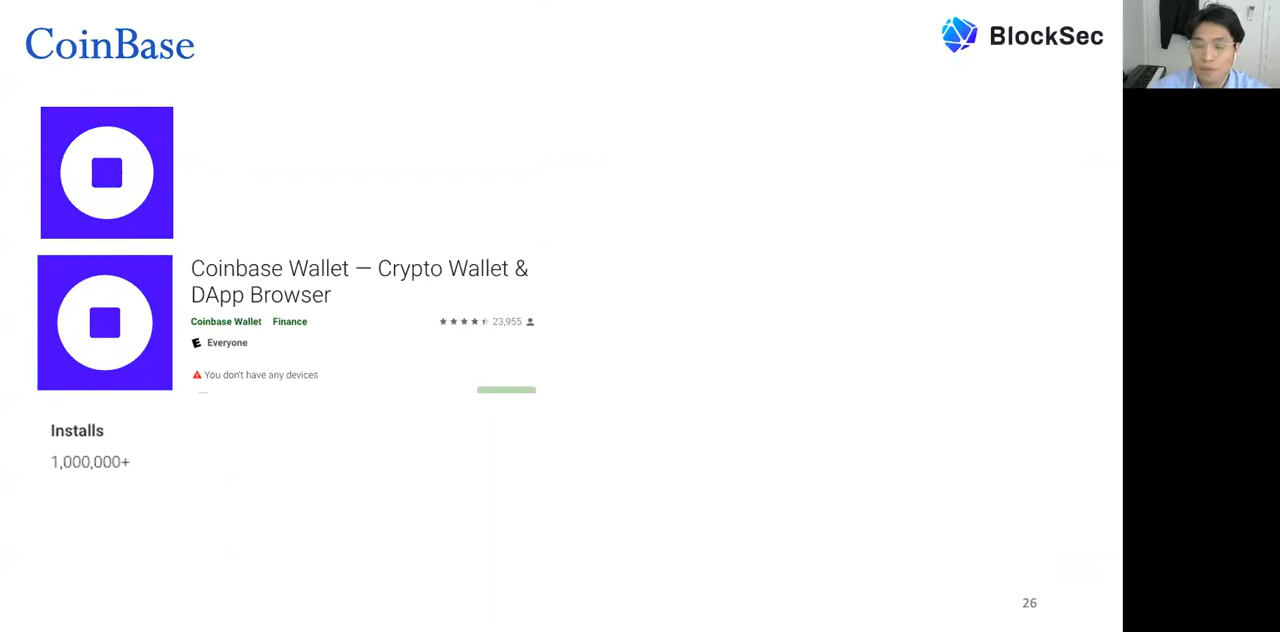 CoinBase
BlockSec
Coinbase Wallet — Crypto Wallet &
DApp Browser
Coinbase Wallet Finance
23,955
E Everyone
You don't have any devices
Installs
1,000,000+
26